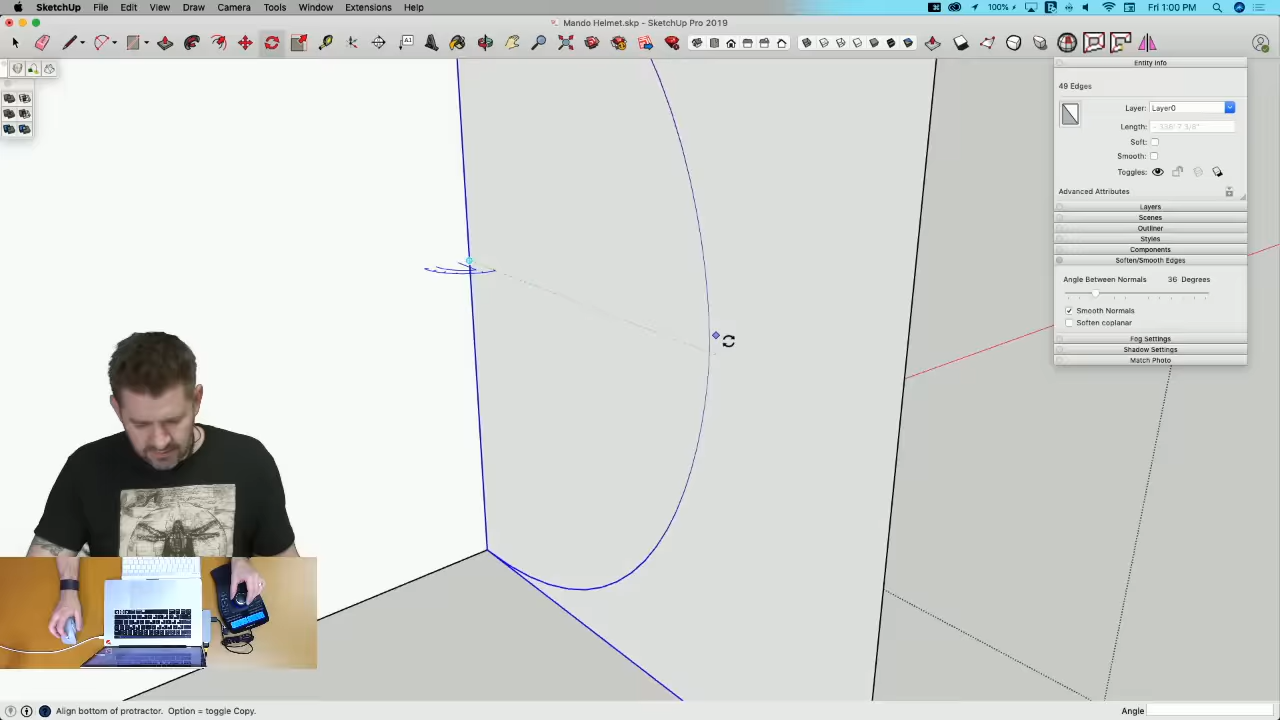 SketchUp File Edit View Draw Camera Tools Window Extensions Help
100% Fri 1:00 PM
Mando Helmet.skp - SketchUp Pro 2019
Entity Info
49 Edges
Layer: Layer0
Length:
Soft:
Smooth:
Toggles:
Advanced Attributes
Layers
Scenes
Outliner
Styles
Components
Soften/Smooth Edges
Angle Between Normals 36 Degrees
Smooth Normals
Soften coplanar
Fog Settings
Shadow Settings
Match Photo
Align bottom of protractor. Option = toggle Copy.
Angle